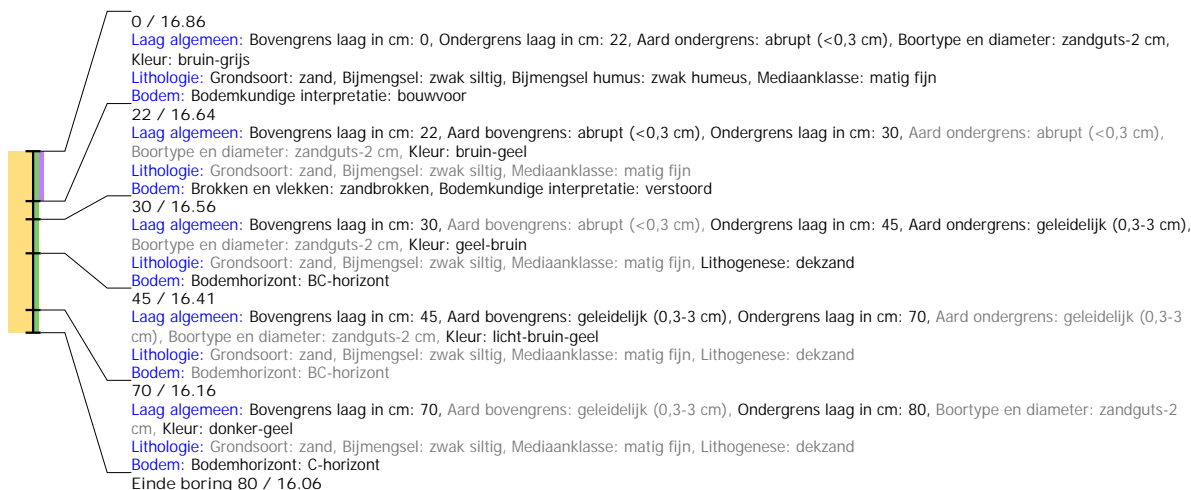 0 / 16.86
Laag algemeen: Bovengrens laag in cm: 0, Ondergrens laag in cm: 22, Aard ondergrens: abrupt (<0,3 cm), Boortype en diameter: zandguts-2 cm,
Kleur: bruin-grijs
Lithologie: Grondsoort: zand, Bijmengsel: zwak siltig, Bijmengsel humus: zwak humeus, Mediaanklasse: matig fijn
Bodem: Bodemkundige interpretatie: bouwvoor
22 / 16.64
Laag algemeen: Bovengrens laag in cm: 22, Aard bovengrens: abrupt (<0,3 cm), Ondergrens laag in cm: 30, Aard ondergrens: abrupt (<0,3 cm),
Boortype en diameter: zandguts-2 cm, Kleur: bruin-geel
Lithologie: Grondsoort: zand, Bijmengsel: zwak siltig, Mediaanklasse: matig fijn
Bodem: Brokken en vlekken: zandbrokken, Bodemkundige interpretatie: verstoord
30 / 16.56
Laag algemeen: Bovengrens laag in cm: 30, Aard bovengrens: abrupt (<0,3 cm), Ondergrens laag in cm: 45, Aard ondergrens: geleidelijk (0,3-3 cm),
Boortype en diameter: zandguts-2 cm, Kleur: geel-bruin
Lithologie: Grondsoort: zand, Bijmengsel: zwak siltig, Mediaanklasse: matig fijn, Lithogenese: dekzand
Bodem: Bodemhorizont: BC-horizont
45 / 16.41
Laag algemeen: Bovengrens laag in cm: 45, Aard bovengrens: geleidelijk (0,3-3 cm), Ondergrens laag in cm: 70, Aard ondergrens: geleidelijk (0,3-3
cm), Boortype en diameter: zandguts-2 cm, Kleur: licht-bruin-geel
Lithologie: Grondsoort: zand, Bijmengsel: zwak siltig, Mediaanklasse: matig fijn, Lithogenese: dekzand
Bodem: Bodemhorizont: BC-horizont
70 / 16.16
Laag algemeen: Bovengrens laag in cm: 70, Aard bovengrens: geleidelijk (0,3-3 cm), Ondergrens laag in cm: 80, Boortype en diameter: zandguts-2
cm, Kleur: donker-geel
Lithologie: Grondsoort: zand, Bijmengsel: zwak siltig, Mediaanklasse: matig fijn, Lithogenese: dekzand
Bodem: Bodemhorizont: C-horizont
Einde boring 80 / 16.06